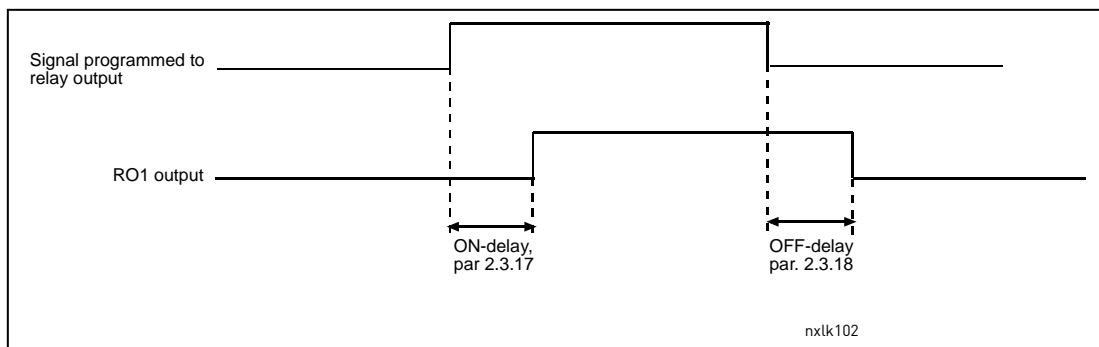 Signal programmed to
relay output
RO1 output
ON-delay,
par 2.3.17
OFF-delay
par. 2.3.18
nxlk102